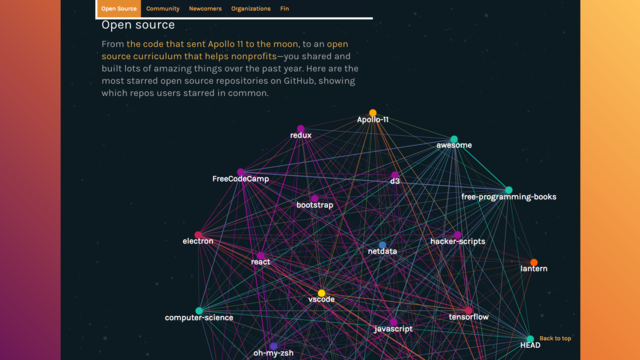 Open Source Community Newcomers Organizations Fin
Open source
From the code that sent Apollo 11 to the moon, to an open
source curriculum that helps nonprofits—you shared and
built lots of amazing things over the past year. Here are the
most starred open source repositories on GitHub, showing
which repos users starred in common.
Apollo-11
redux
awesome
FreeCodeCamp
d3
free-programming-books
bootstrap
electron
hacker-scripts
netdata
react
lantern
vscode
computer-science
tensorflow
javascript
Back to top
HEAD
oh-my-zsh